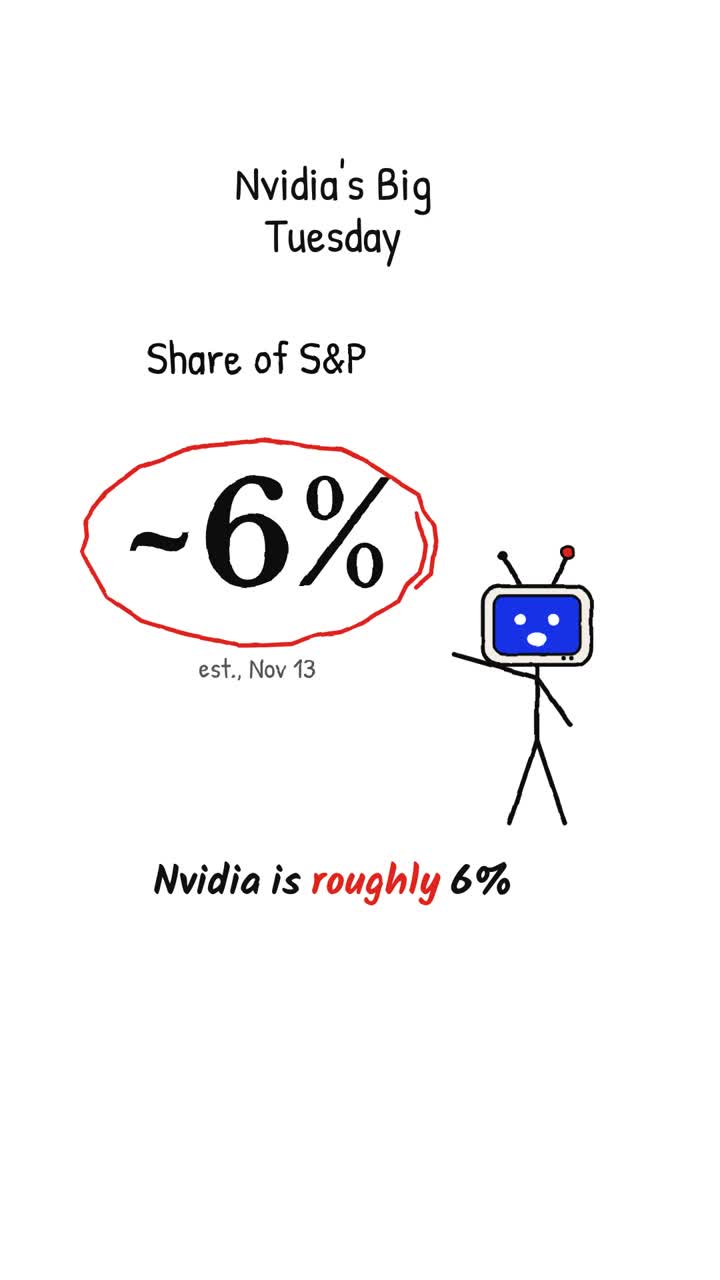 Nvidia's Big
Tuesday
Share of S&P
~6%
est., Nov 13
Nvidia is roughly 6%